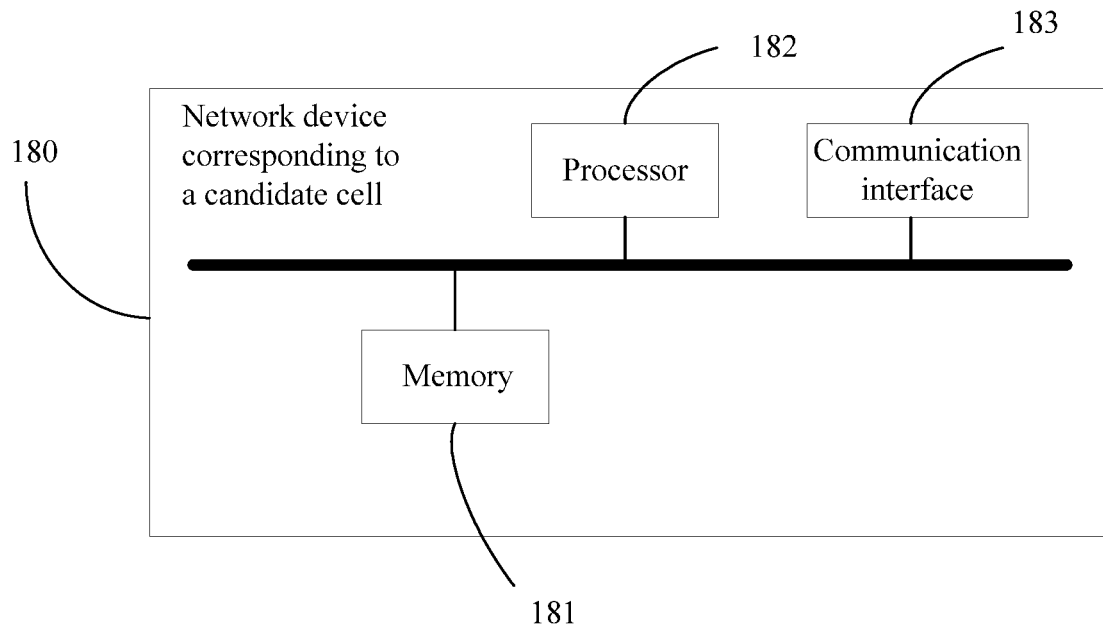 183
182
Network device
corresponding to
a candidate cell
180
Processor
Communication
interface
Memory
181